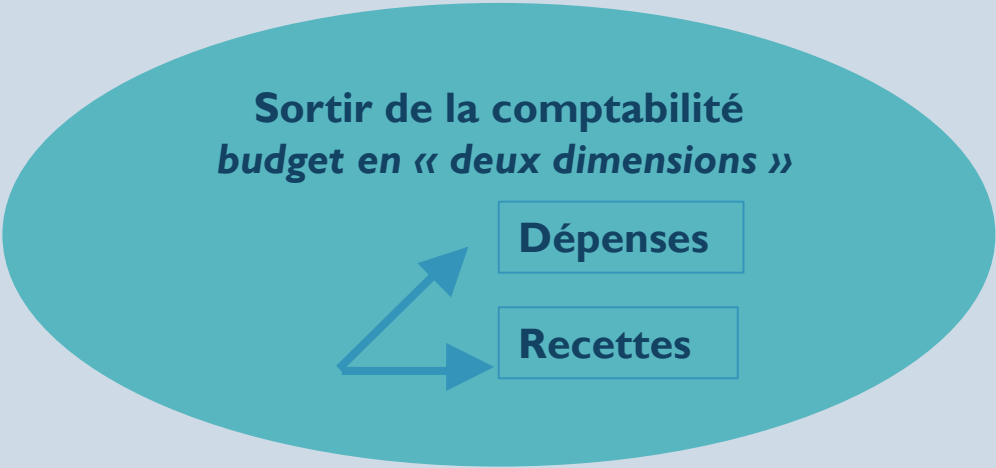 Sortir de la comptabilité
budget en « deux dimensions »
Dépenses
Recettes